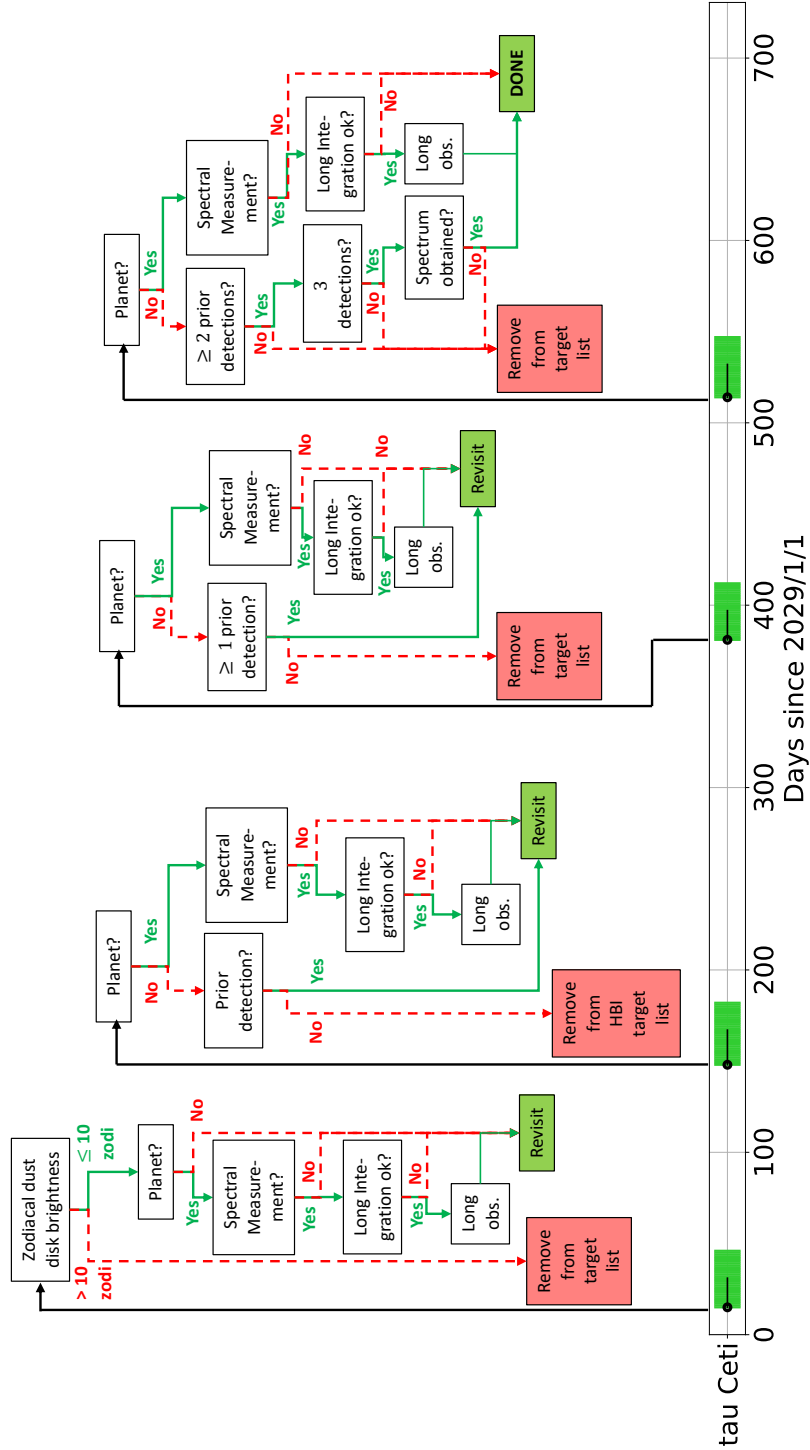 Zodiacal dust
disk brightness
> 10
zodi
≤ 10
zodi
Planet?
Yes
No
Spectral
Measure-
ment?
Yes
No
Long Inte-
gration ok?
Yes
No
Long
obs.
Remove
from
target
list
Revisit
Planet?
No
Yes
Prior
detection?
No
Yes
Spectral
Measure-
ment?
Yes
No
Long Inte-
gration ok?
Yes
No
Long
obs.
Remove
from HBI
target
list
Revisit
Planet?
No
Yes
≥ 1 prior
detection?
No
Yes
Spectral
Measure-
ment?
Yes
No
Long Inte-
gration ok?
Yes
No
Long
obs.
Remove
from
target
list
Revisit
Planet?
No
Yes
≥ 2 prior
detections?
No
Yes
3
detections?
No
Yes
Spectrum
obtained?
No
Yes
Spectral
Measure-
ment?
Yes
No
Long Inte-
gration ok?
Yes
No
Long
obs.
Remove
from
target
list
DONE
tau Ceti
0
100
200
300
400
500
600
700
Days since 2029/1/1